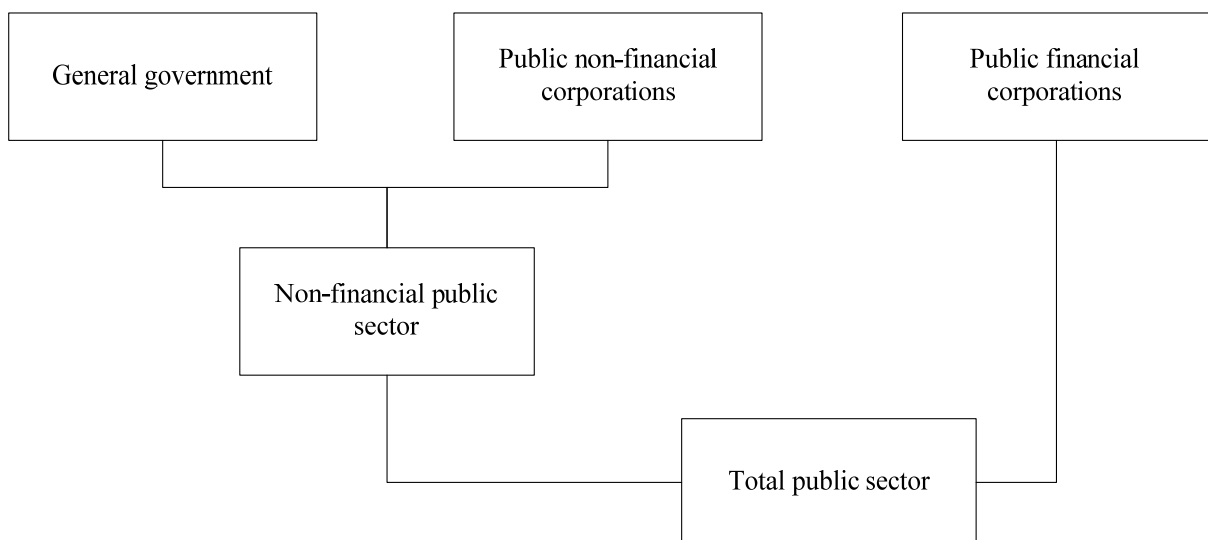 General government
Public non-financial
corporations
Public financial
corporations
Non-financial public
sector
Total public sector